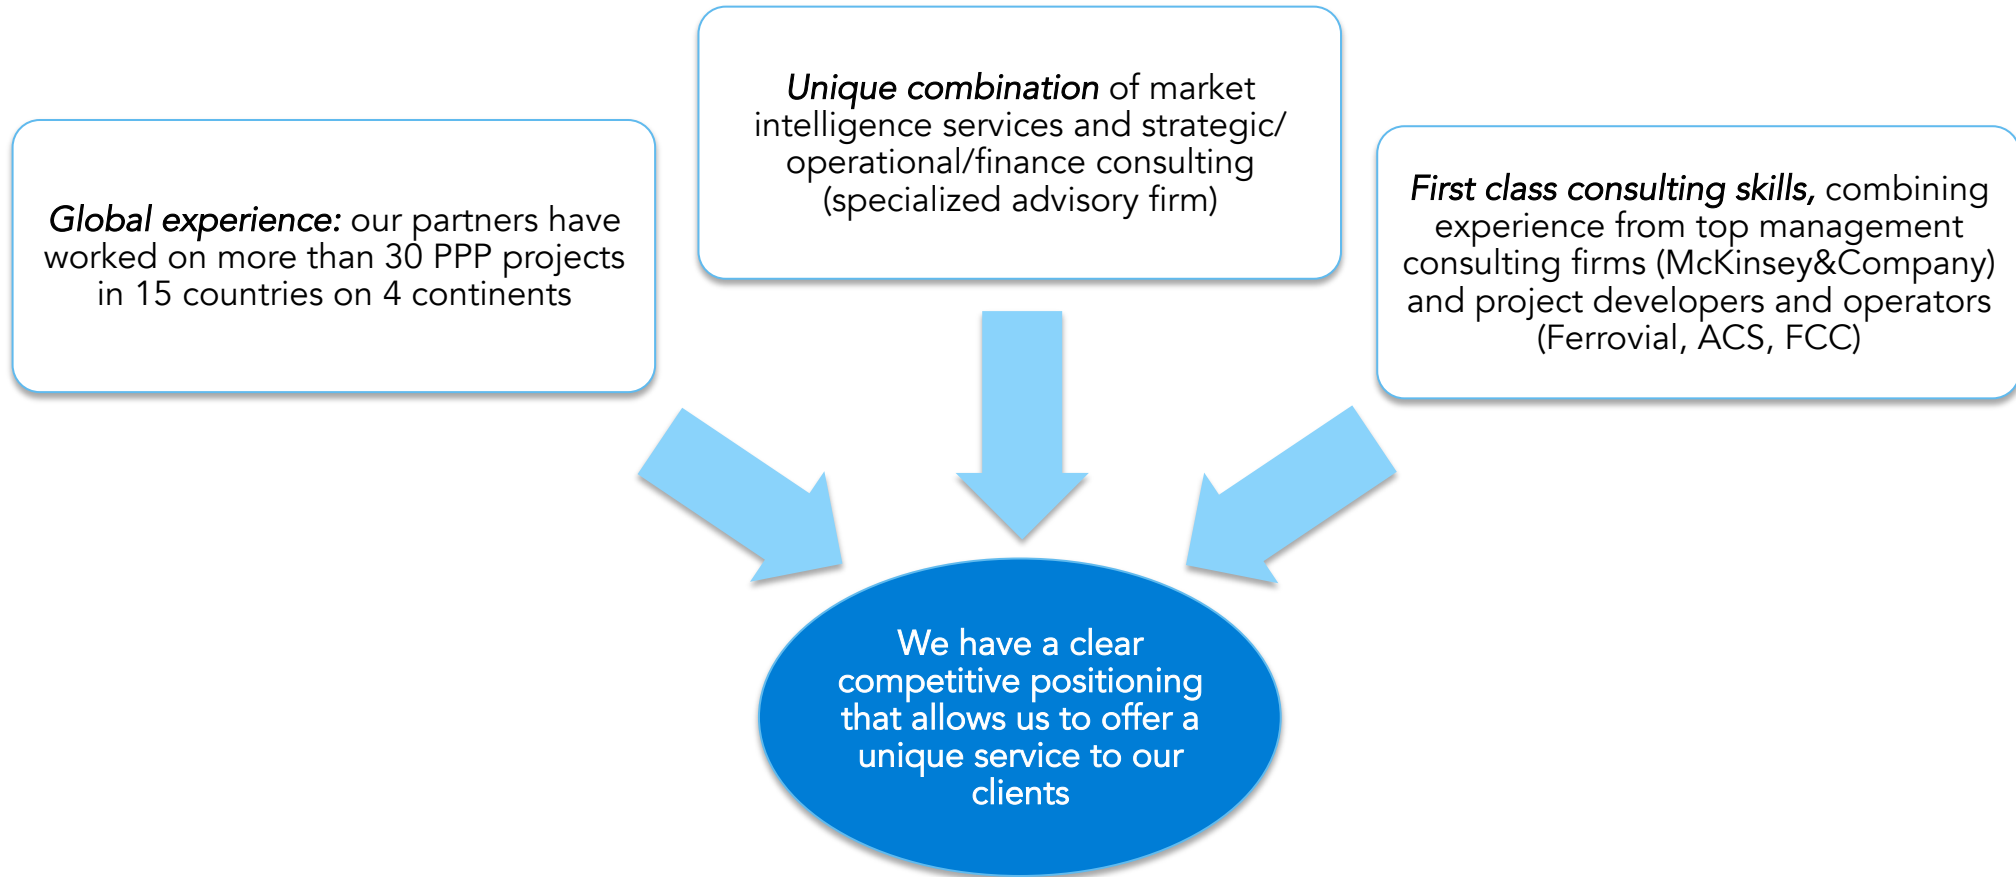 Global experience: our partners have
worked on more than 30 PPP projects
in 15 countries on 4 continents
Unique combination of market
intelligence services and strategic/
operational/finance consulting
(specialized advisory firm)
First class consulting skills, combining
experience from top management
consulting firms (McKinsey&Company)
and project developers and operators
(Ferrovial, ACS, FCC)
We have a clear
competitive positioning
that allows us to offer a
unique service to our
clients